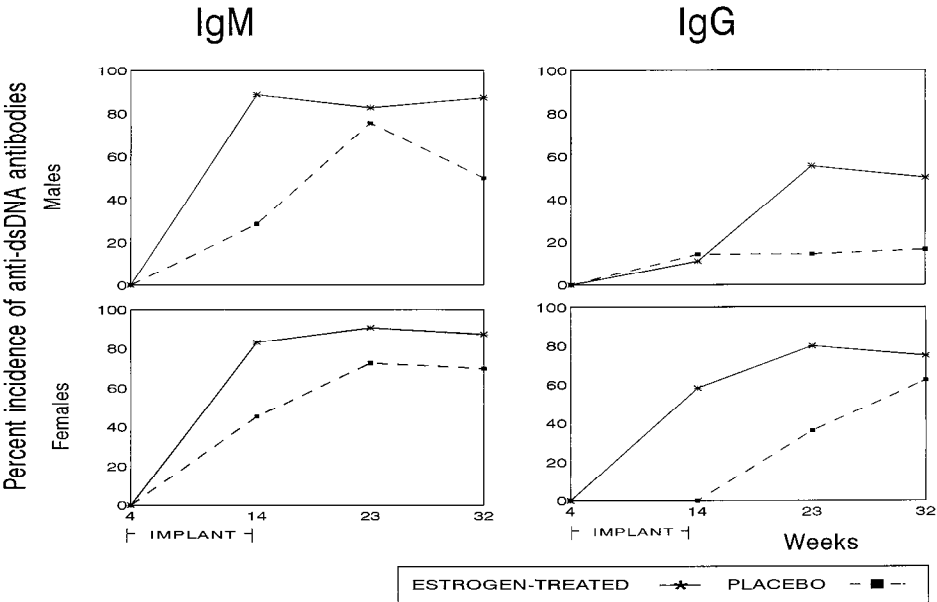 IgM
IgG
Percent incidence of anti-dsDNA antibodies
Males
100
80
60
40
20
0
100
80
60
40
20
0
Females
100
80
60
40
20
0
4 14 23 32
100
80
60
40
20
0
4 14 23 32
IMPLANT
IMPLANT
Weeks
ESTROGEN-TREATED PLACEBO